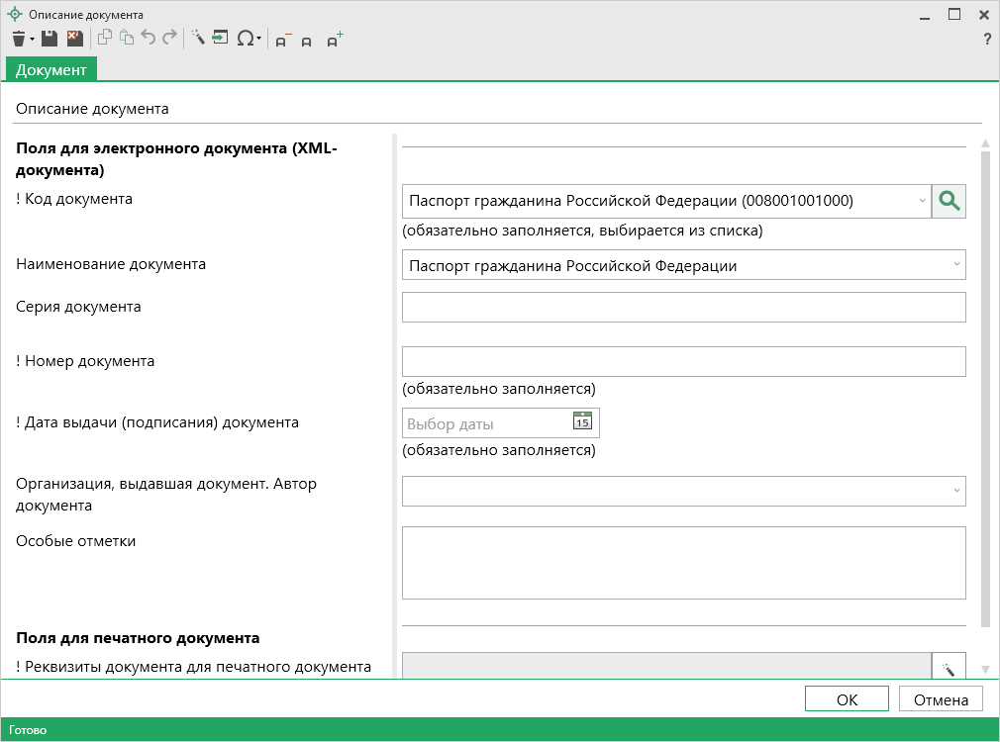 Описание документа
?
Документ
Описание документа
Поля для электронного документа (XML-
документа)
! Код документа
Паспорт гражданина Российской Федерации (008001001000)
(обязательно заполняется, выбирается из списка)
Наименование документа
Паспорт гражданина Российской Федерации
Серия документа
! Номер документа
(обязательно заполняется)
! Дата выдачи (подписания) документа
Выбор даты
15
(обязательно заполняется)
Организация, выдавшая документ. Автор
документа
Особые отметки
Поля для печатного документа
! Реквизиты документа для печатного документа
ОК
Отмена
Готово